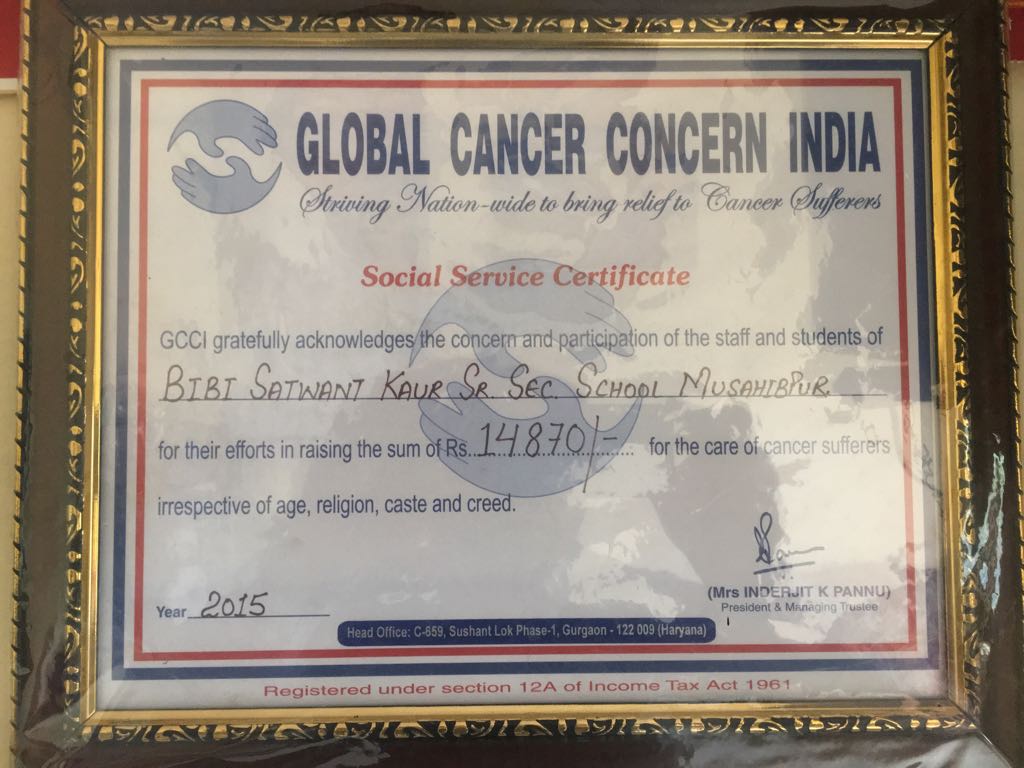 GLOBAL CANCER CONCERN INDIA
Striving Nation-wide to bring relief to Cancer Sufferers
Social Service Certificate
GCCI gratefully acknowledges the concern and participation of the staff and students of
BIBI SATWANT KAUR SR. SEC. SCHOOL MUSAHIBPUR.
for their efforts in raising the sum of Rs. 14870/- for the care of cancer sufferers
irrespective of age, religion, caste and creed.
(Mrs INDERJIT K PANNU)
President & Managing Trustee
Year 2015
Head Office: C-659, Sushant Lok Phase-1, Gurgaon - 122 009 (Haryana)
Registered under section 12A of Income Tax Act 1961